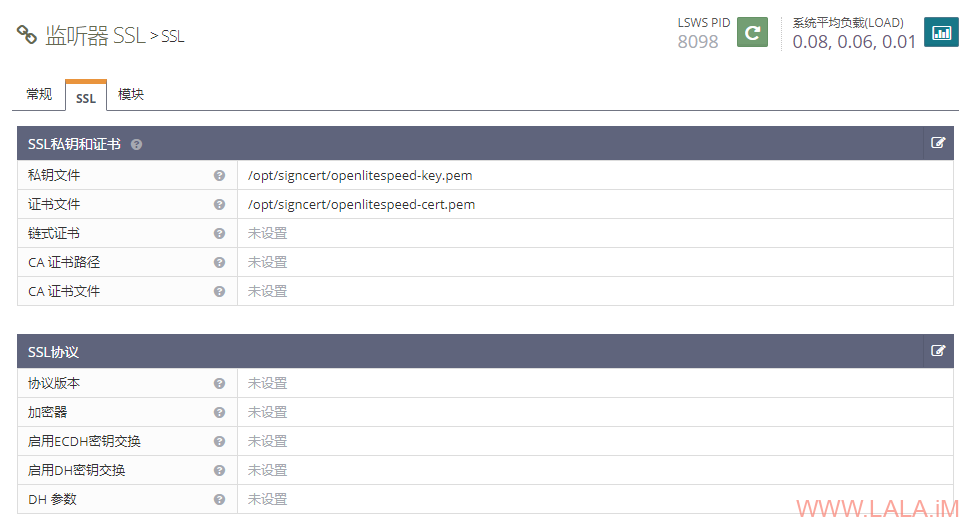 监听器 SSL > SSL
LSWS PID
8098
系统平均负载(LOAD)
0.08, 0.06, 0.01
常规 SSL 模块
SSL私钥和证书
私钥文件 /opt/signcert/openlitespeed-key.pem
证书文件 /opt/signcert/openlitespeed-cert.pem
链式证书 未设置
CA 证书路径 未设置
CA 证书文件 未设置
SSL协议
协议版本 未设置
加密器 未设置
启用ECDH密钥交换 未设置
启用DH密钥交换 未设置
DH 参数 未设置
WWW.LALA.iM